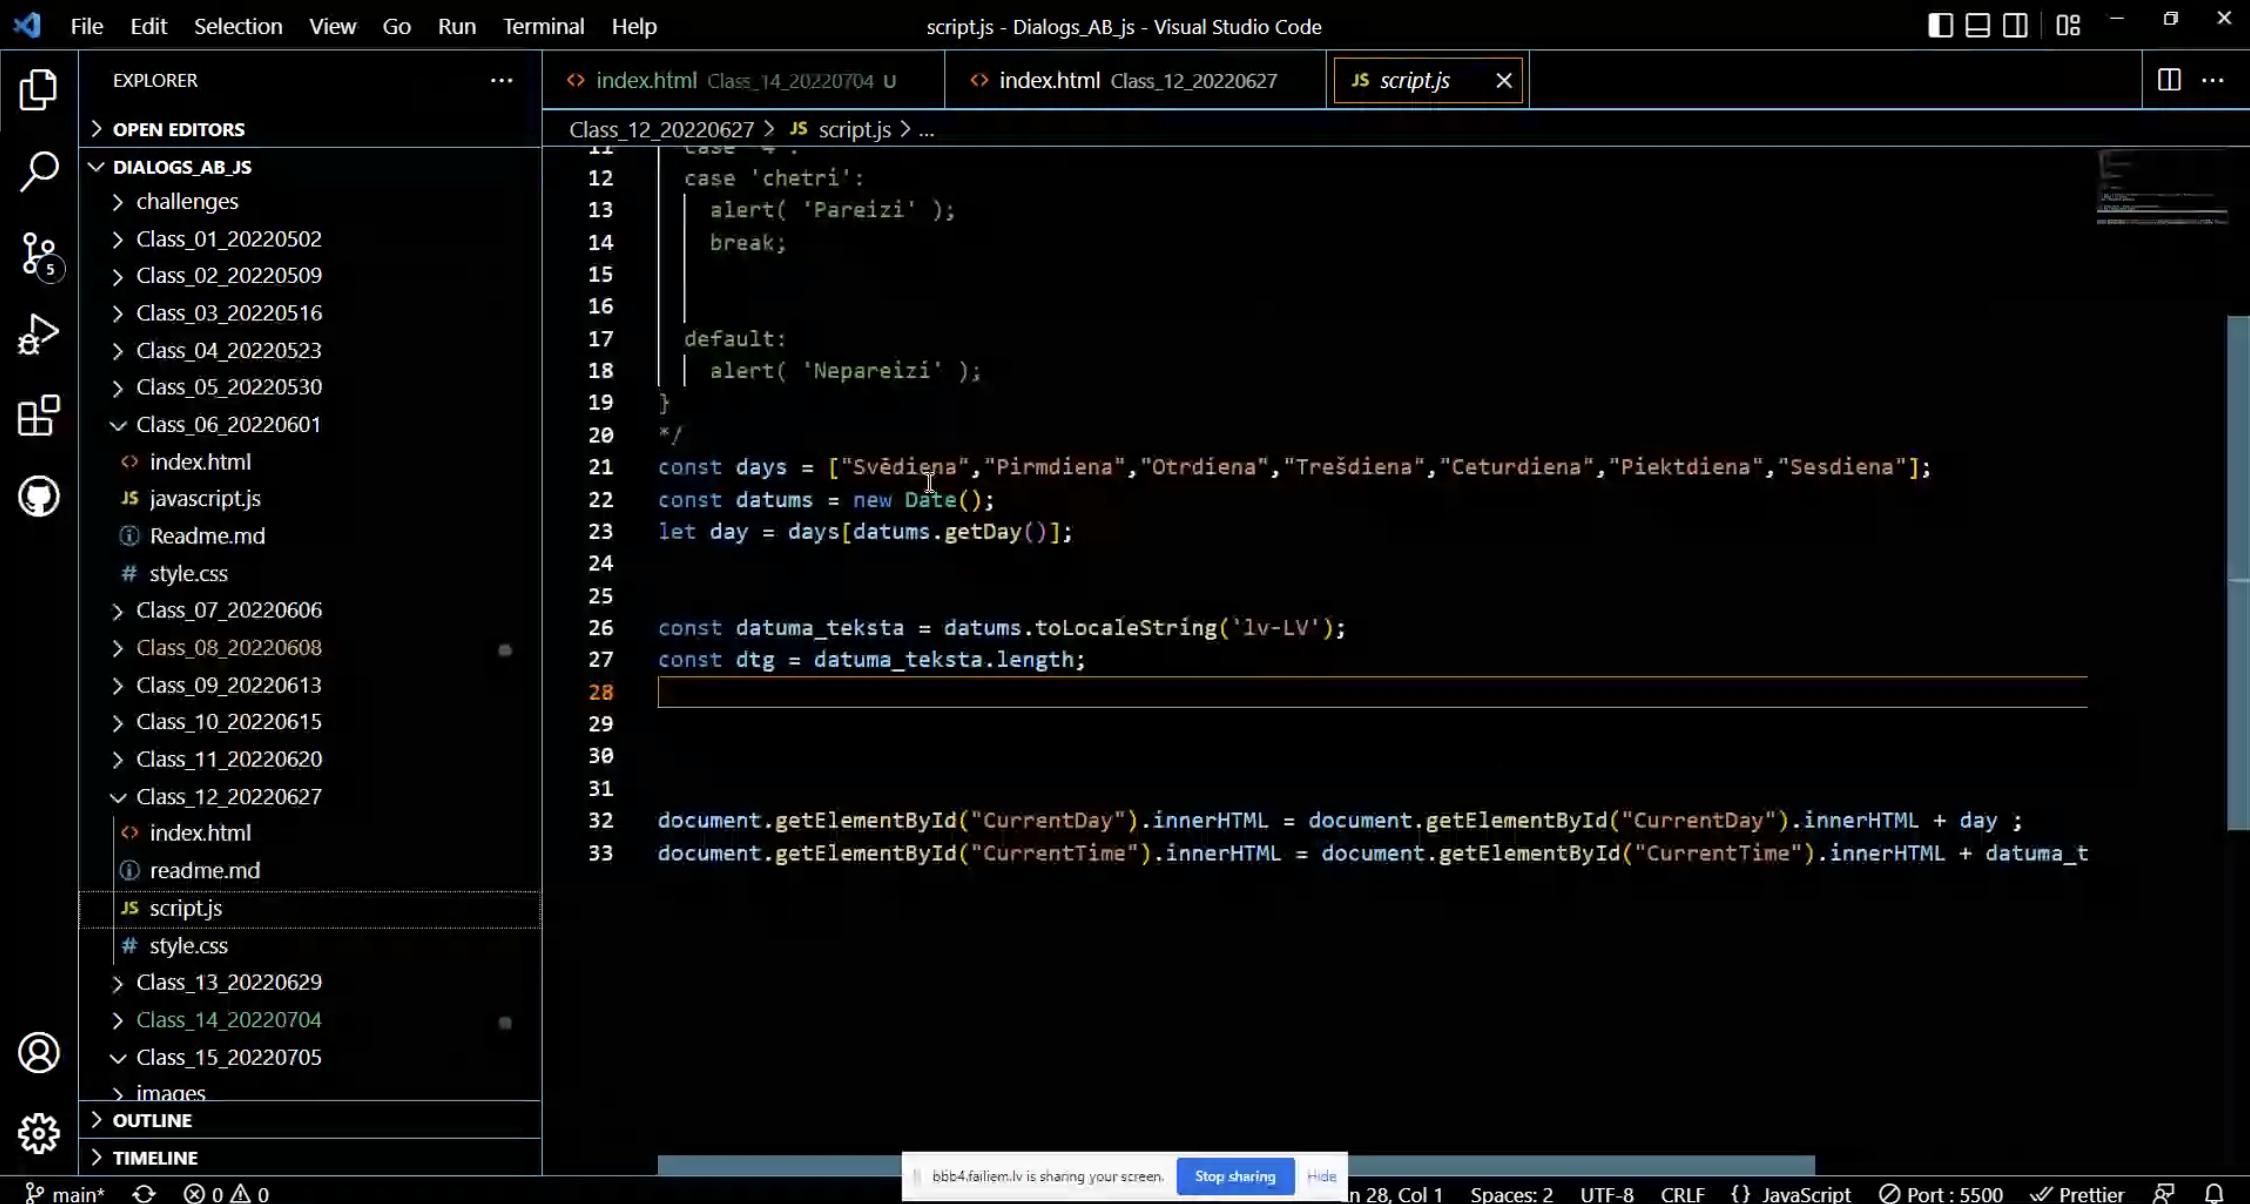 File Edit Selection View Go Run Terminal Help
script.js - Dialogs_AB_js - Visual Studio Code
EXPLORER
OPEN EDITORS
DIALOGS_AB_JS
challenges
Class_01_20220502
Class_02_20220509
Class_03_20220516
Class_04_20220523
Class_05_20220530
Class_06_20220601
index.html
JS javascript.js
Readme.md
# style.css
Class_07_20220606
Class_08_20220608
Class_09_20220613
Class_10_20220615
Class_11_20220620
Class_12_20220627
index.html
readme.md
JS script.js
# style.css
Class_13_20220629
Class_14_20220704
Class_15_20220705
images
OUTLINE
TIMELINE
5
index.html Class_14_20220704 U
index.html Class_12_20220627
JS script.js
Class_12_20220627 > JS script.js > ...
11 case '4':
12 case 'chetri':
13 alert( 'Pareizi' );
14 break;
15
16
17 default:
18 alert( 'Nepareizi' );
19 }
20 */
21 const days = ["Svēdiena","Pirmdiena","Otrdiena","Trešdiena","Ceturdiena","Piektdiena","Sesdiena"];
22 const datums = new Date();
23 let day = days[datums.getDay()];
24
25
26 const datuma_teksta = datums.toLocaleString('lv-LV');
27 const dtg = datuma_teksta.length;
28
29
30
31
32 document.getElementById("CurrentDay").innerHTML = document.getElementById("CurrentDay").innerHTML + day ;
33 document.getElementById("CurrentTime").innerHTML = document.getElementById("CurrentTime").innerHTML + datuma_t
bbb4.failiem.lv is sharing your screen. Stop sharing Hide
main* 0 0 Ln 28, Col 1 Spaces: 2 UTF-8 CRLF {} JavaScript Port : 5500 Prettier